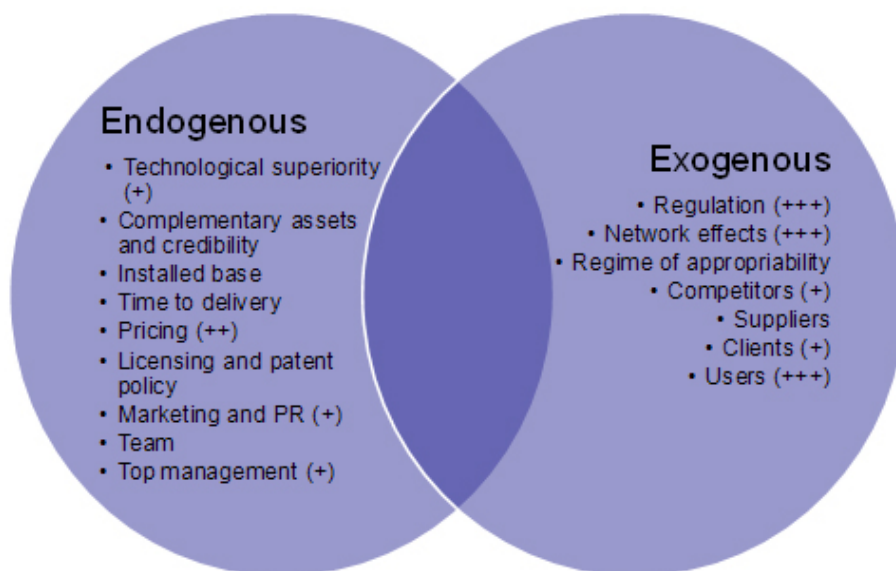 Endogenous
• Technological superiority
(+)
• Complementary assets
and credibility
• Installed base
• Time to delivery
• Pricing (++)
• Licensing and patent
policy
• Marketing and PR (+)
• Team
• Top management (+)
Exogenous
• Regulation (+++)
• Network effects (+++)
• Regime of appropriability
• Competitors (+)
• Suppliers
• Clients (+)
• Users (+++)